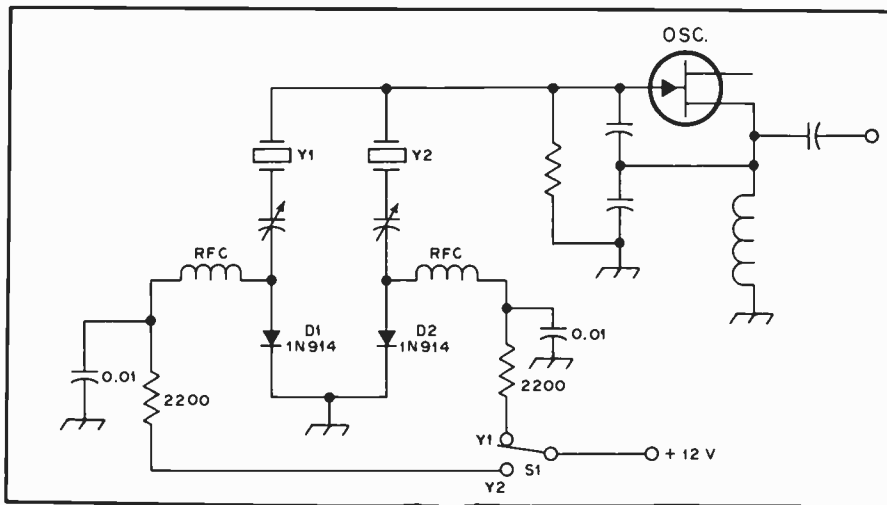 OSC.
Y1
Y2
RFC
RFC
D1
1N914
D2
1N914
0.01
0.01
2200
2200
Y1
S1
+ 12 V
Y2